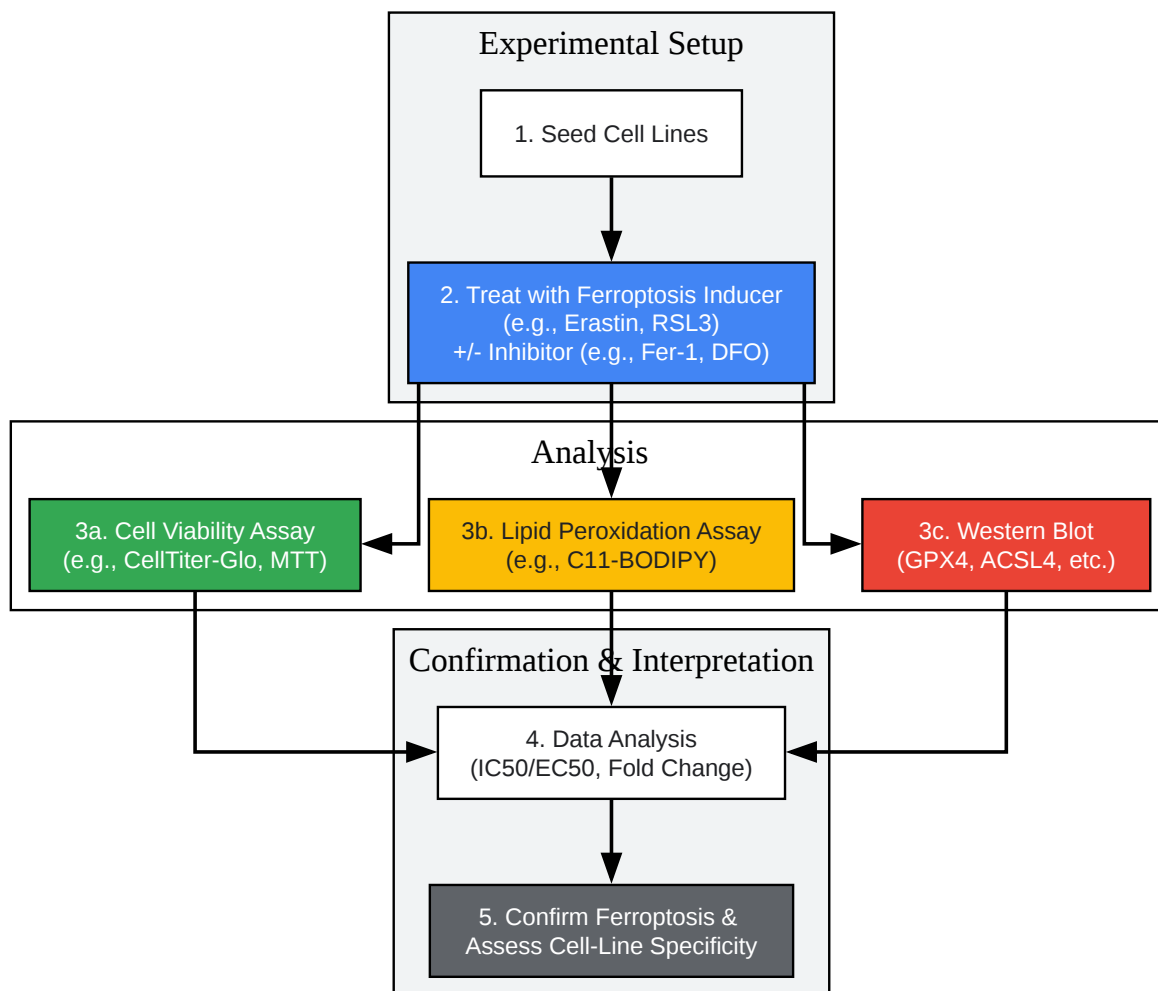 Experimental Setup
1. Seed Cell Lines
2. Treat with Ferroptosis Inducer
(e.g., Erastin, RSL3)
+/- Inhibitor (e.g., Fer-1, DFO)
Analysis
3a. Cell Viability Assay
(e.g., CellTiter-Glo, MTT)
3b. Lipid Peroxidation Assay
(e.g., C11-BODIPY)
3c. Western Blot
(GPX4, ACSL4, etc.)
Confirmation & Interpretation
4. Data Analysis
(IC50/EC50, Fold Change)
5. Confirm Ferroptosis &
Assess Cell-Line Specificity